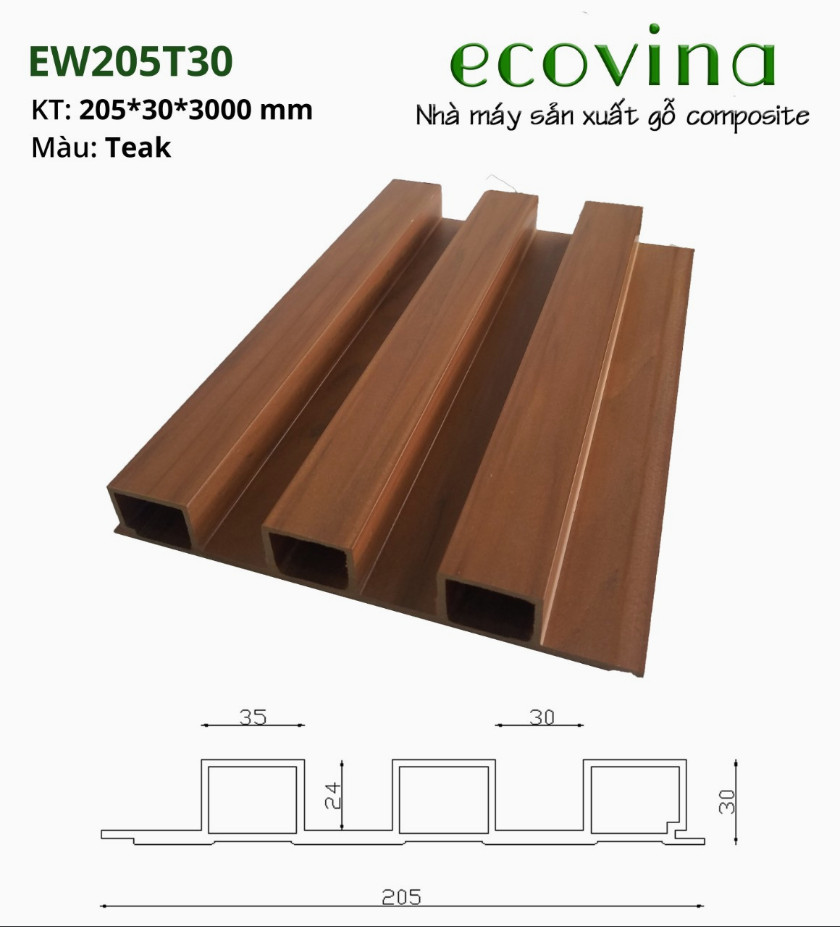 EW205T30
KT: 205*30*3000 mm
Màu: Teak
ecovina
Nhà máy sản xuất gỗ composite
35
30
24
30
205